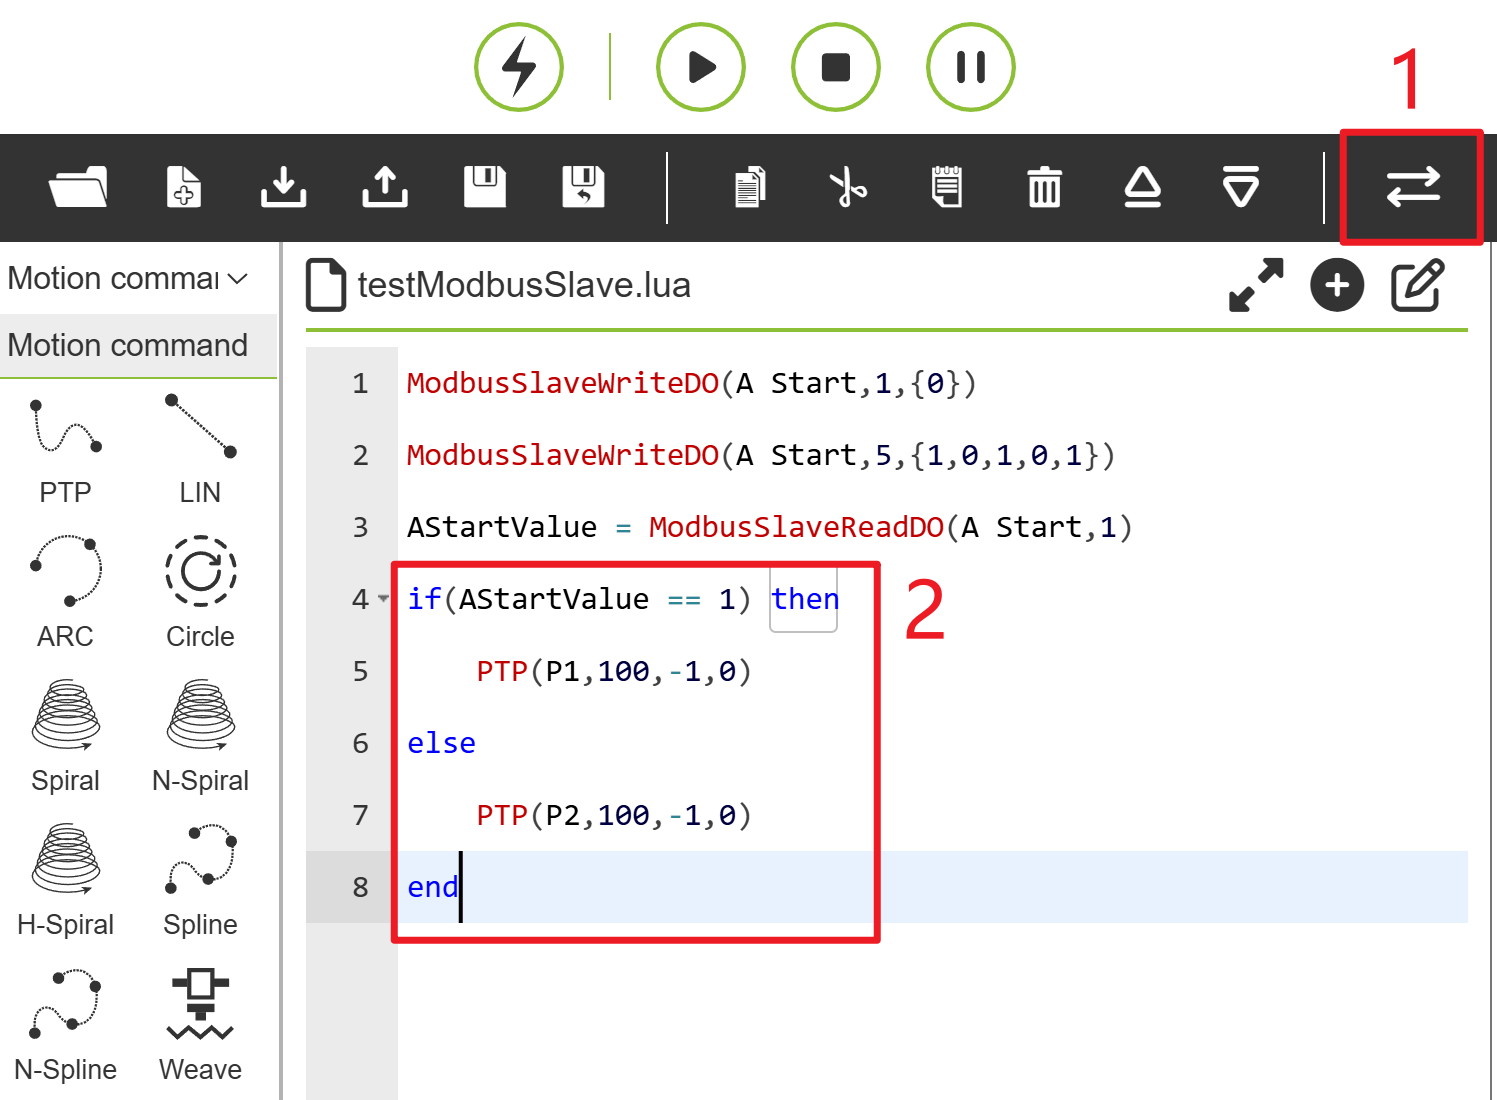 1
Motion comma
Motion command
PTP
LIN
ARC
Circle
Spiral
N-Spiral
H-Spiral
Spline
N-Spline
Weave
testModbusSlave.lua
1 ModbusSlaveWriteDO(A Start,1,{0})
2 ModbusSlaveWriteDO(A Start,5,{1,0,1,0,1})
3 AStartValue = ModbusSlaveReadDO(A Start,1)
4 if(AStartValue == 1) then
2
5 PTP(P1,100,-1,0)
6 else
7 PTP(P2,100,-1,0)
8 end